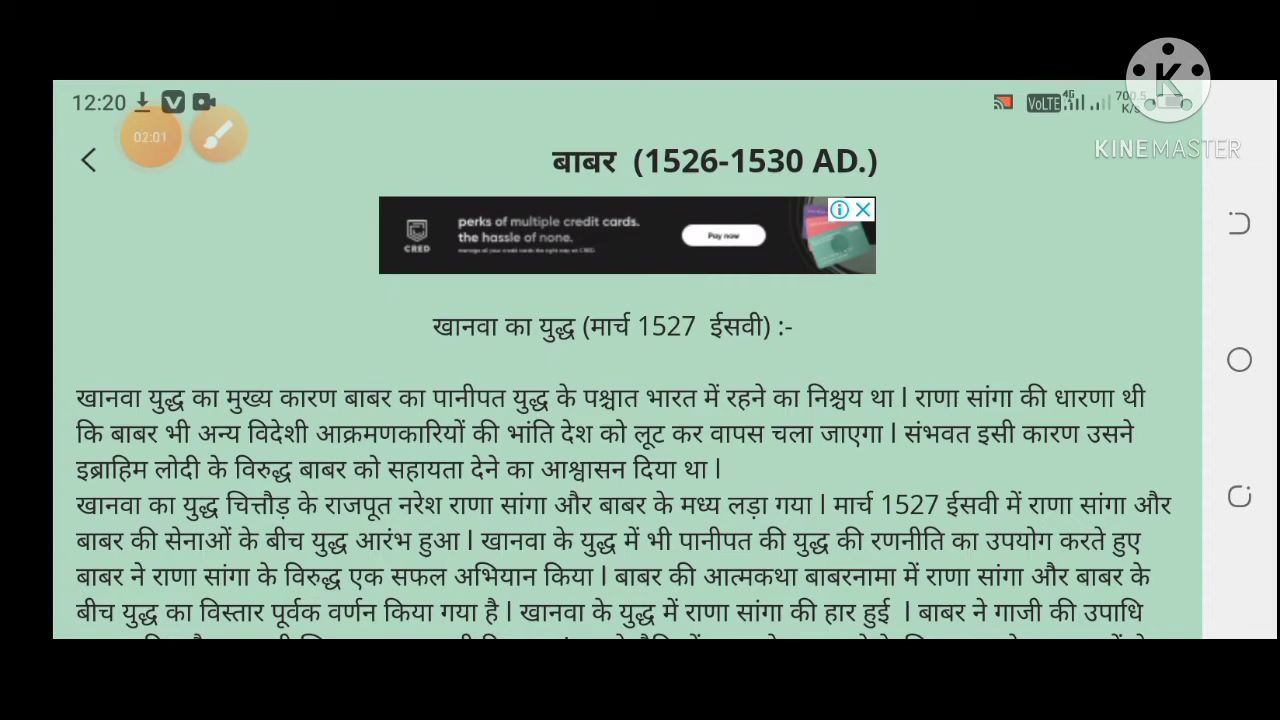 12:20
VoLTE 4G
700.5 K/s
02:01
KINEMASTER
बाबर (1526-1530 AD.)
CRED
perks of multiple credit cards.
the hassle of none.
Pay now
खानवा का युद्ध (मार्च 1527 ईसवी) :-
खानवा युद्ध का मुख्य कारण बाबर का पानीपत युद्ध के पश्चात भारत में रहने का निश्चय था l राणा सांगा की धारणा थी
कि बाबर भी अन्य विदेशी आक्रमणकारियों की भांति देश को लूट कर वापस चला जाएगा l संभवत इसी कारण उसने
इब्राहिम लोदी के विरुद्ध बाबर को सहायता देने का आश्वासन दिया था l
खानवा का युद्ध चित्तौड़ के राजपूत नरेश राणा सांगा और बाबर के मध्य लड़ा गया l मार्च 1527 ईसवी में राणा सांगा और
बाबर की सेनाओं के बीच युद्ध आरंभ हुआ l खानवा के युद्ध में भी पानीपत की युद्ध की रणनीति का उपयोग करते हुए
बाबर ने राणा सांगा के विरुद्ध एक सफल अभियान किया l बाबर की आत्मकथा बाबरनामा में राणा सांगा और बाबर के
बीच युद्ध का विस्तार पूर्वक वर्णन किया गया है l खानवा के युद्ध में राणा सांगा की हार हुई l बाबर ने गाजी की उपाधि